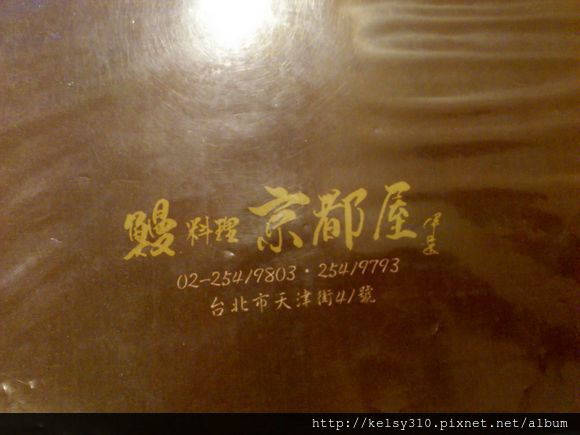 鰻料理 京都屋
02-25419803·25419793
台北市天津街41號
http://kelsy310.pixnet.net/album